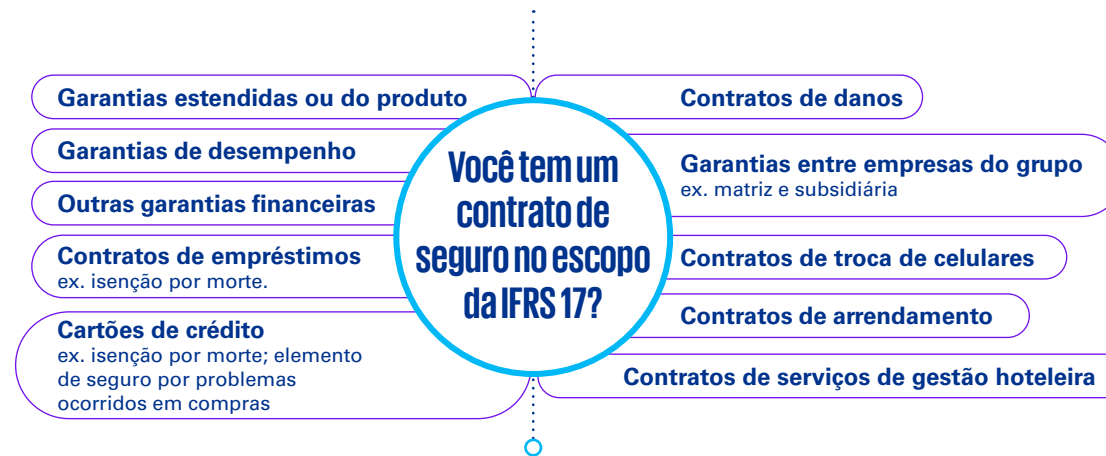 Garantias estendidas ou do produto
Garantias de desempenho
Outras garantias financeiras
Contratos de empréstimos
ex. isenção por morte.
Cartões de crédito
ex. isenção por morte; elemento
de seguro por problemas
ocorridos em compras
Você tem um
contrato de
seguro no escopo
da IFRS 17?
Contratos de danos
Garantias entre empresas do grupo
ex. matriz e subsidiária
Contratos de troca de celulares
Contratos de arrendamento
Contratos de serviços de gestão hoteleira